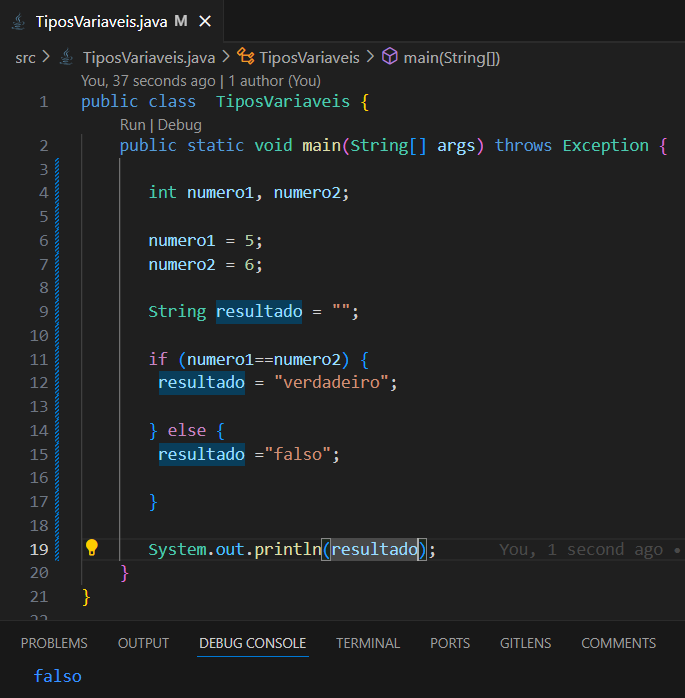 TiposVariaveis.java M ×
src > TiposVariaveis.java > TiposVariaveis > main(String[])
You, 37 seconds ago | 1 author (You)
1 public class  TiposVariaveis {
Run | Debug
2 public static void main(String[] args) throws Exception {
3
4 int numero1, numero2;
5
6 numero1 = 5;
7 numero2 = 6;
8
9 String resultado = "";
10
11 if (numero1==numero2) {
12 resultado = "verdadeiro";
13
14 } else {
15 resultado ="falso";
16
17 }
18
19 System.out.println(resultado); You, 1 second ago •
20 }
21 }
22
PROBLEMS OUTPUT DEBUG CONSOLE TERMINAL PORTS GITLENS COMMENTS
falso